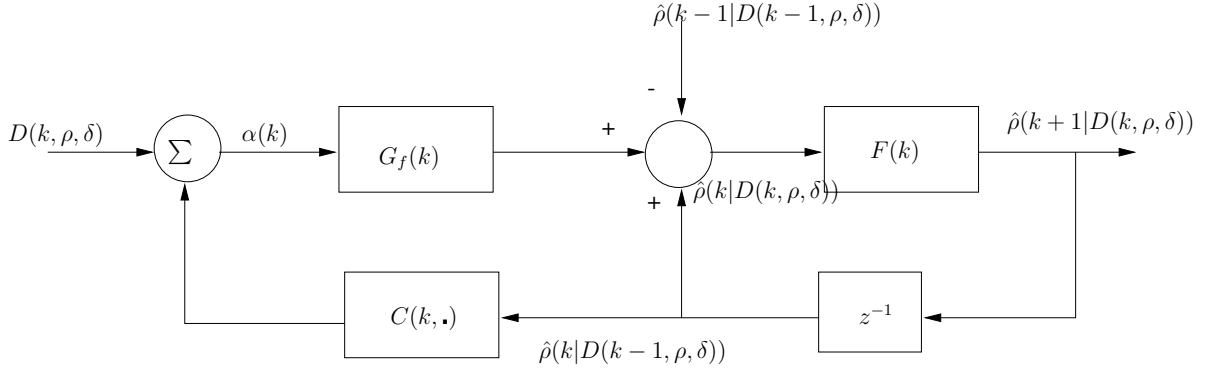 ρ̂(k − 1|D(k − 1, ρ, δ))
-
D(k, ρ, δ)
∑
α(k)
G_f(k)
+
F(k)
ρ̂(k + 1|D(k, ρ, δ))
+
ρ̂(k|D(k, ρ, δ))
C(k, .)
z⁻¹
ρ̂(k|D(k − 1, ρ, δ))